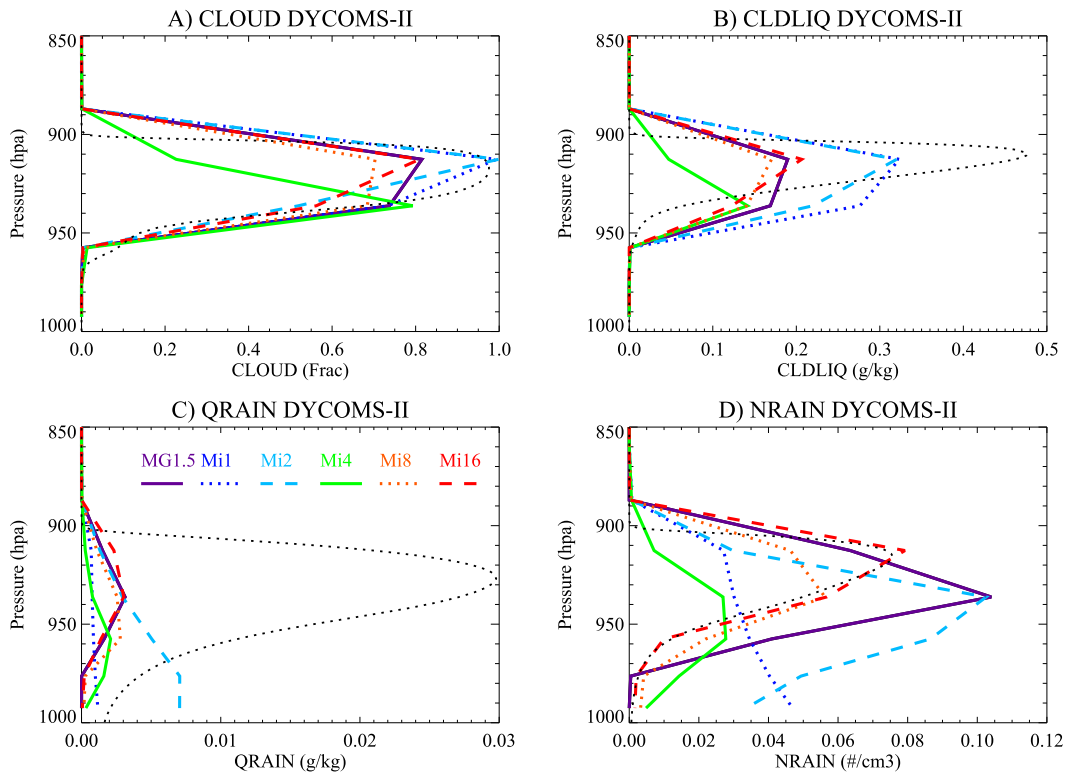 A) CLOUD DYCOMS-II
850
900
950
1000
Pressure (hpa)
0.0 0.2 0.4 0.6 0.8 1.0
CLOUD (Frac)
B) CLDLIQ DYCOMS-II
850
900
950
1000
Pressure (hpa)
0.0 0.1 0.2 0.3 0.4 0.5
CLDLIQ (g/kg)
C) QRAIN DYCOMS-II
850
MG1.5 Mi1 Mi2 Mi4 Mi8 Mi16
900
950
1000
Pressure (hpa)
0.00 0.01 0.02 0.03
QRAIN (g/kg)
D) NRAIN DYCOMS-II
850
900
950
1000
Pressure (hpa)
0.00 0.02 0.04 0.06 0.08 0.10 0.12
NRAIN (#/cm3)